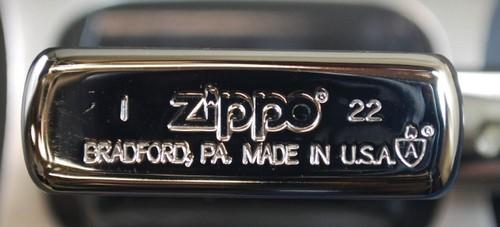 I Zippo® 22
BRADFORD, PA. MADE IN U.S.A. A®